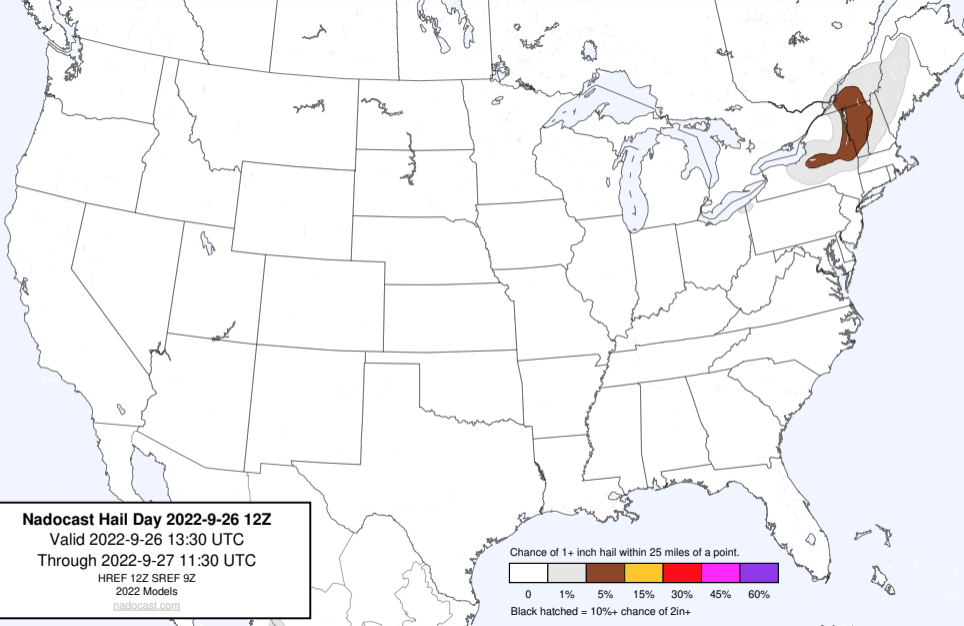 Nadocast Hail Day 2022-9-26 12Z
Valid 2022-9-26 13:30 UTC
Through 2022-9-27 11:30 UTC
HREF 12Z SREF 9Z
2022 Models
nadocast.com
Chance of 1+ inch hail within 25 miles of a point.
0 1% 5% 15% 30% 45% 60%
Black hatched = 10%+ chance of 2in+